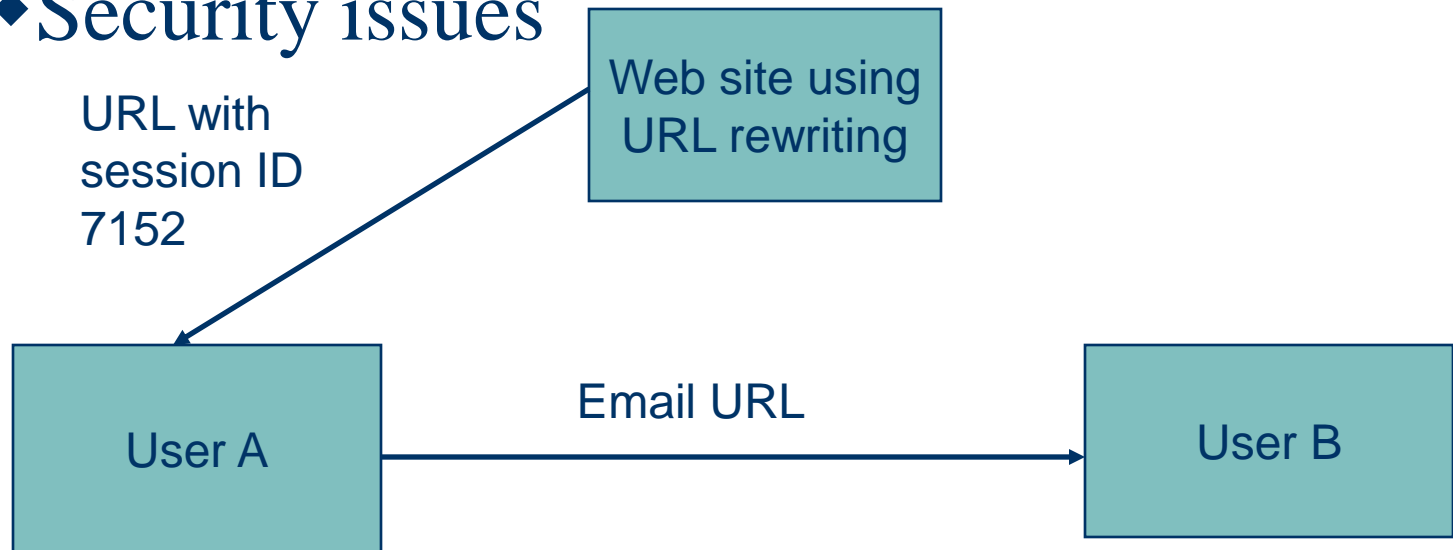 Security issues
URL with
session ID
7152
Web site using
URL rewriting
Email URL
User A
User B